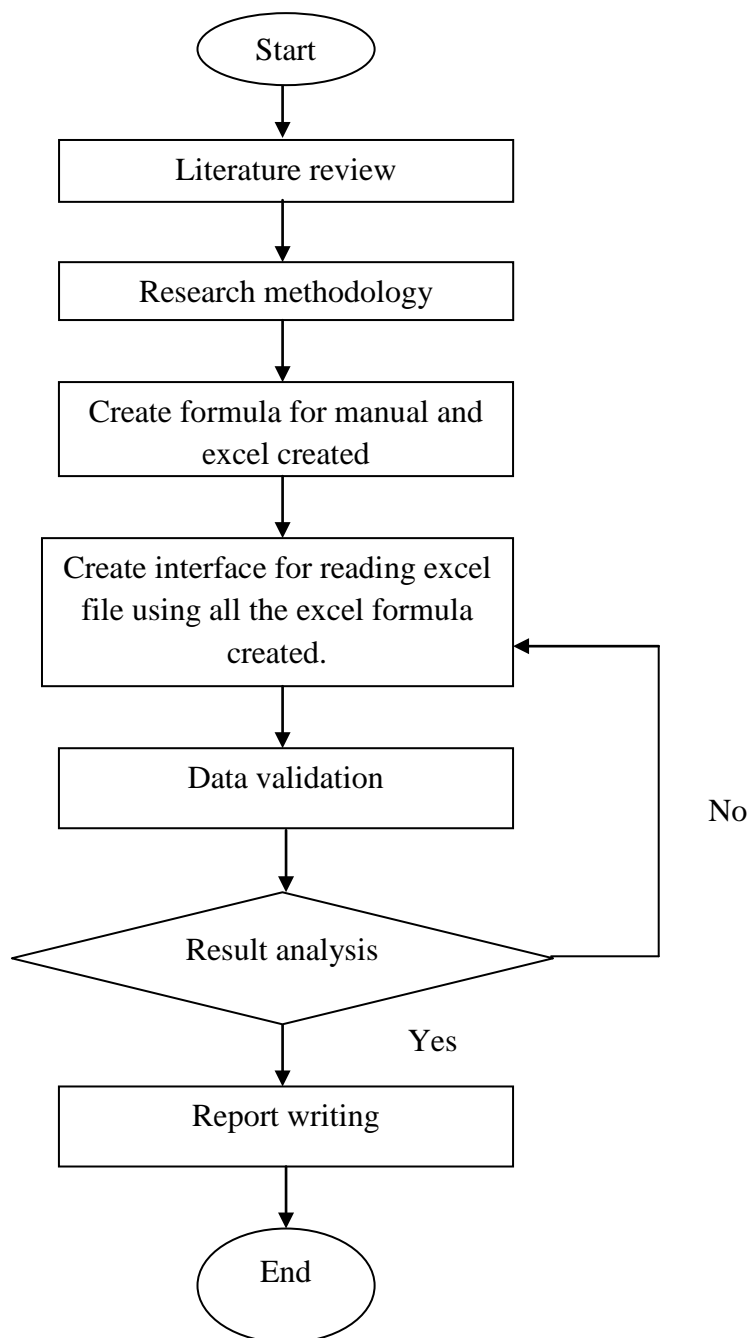 Start
Literature review
Research methodology
Create formula for manual and
excel created
Create interface for reading excel
file using all the excel formula
created.
Data validation
No
Result analysis
Yes
Report writing
End